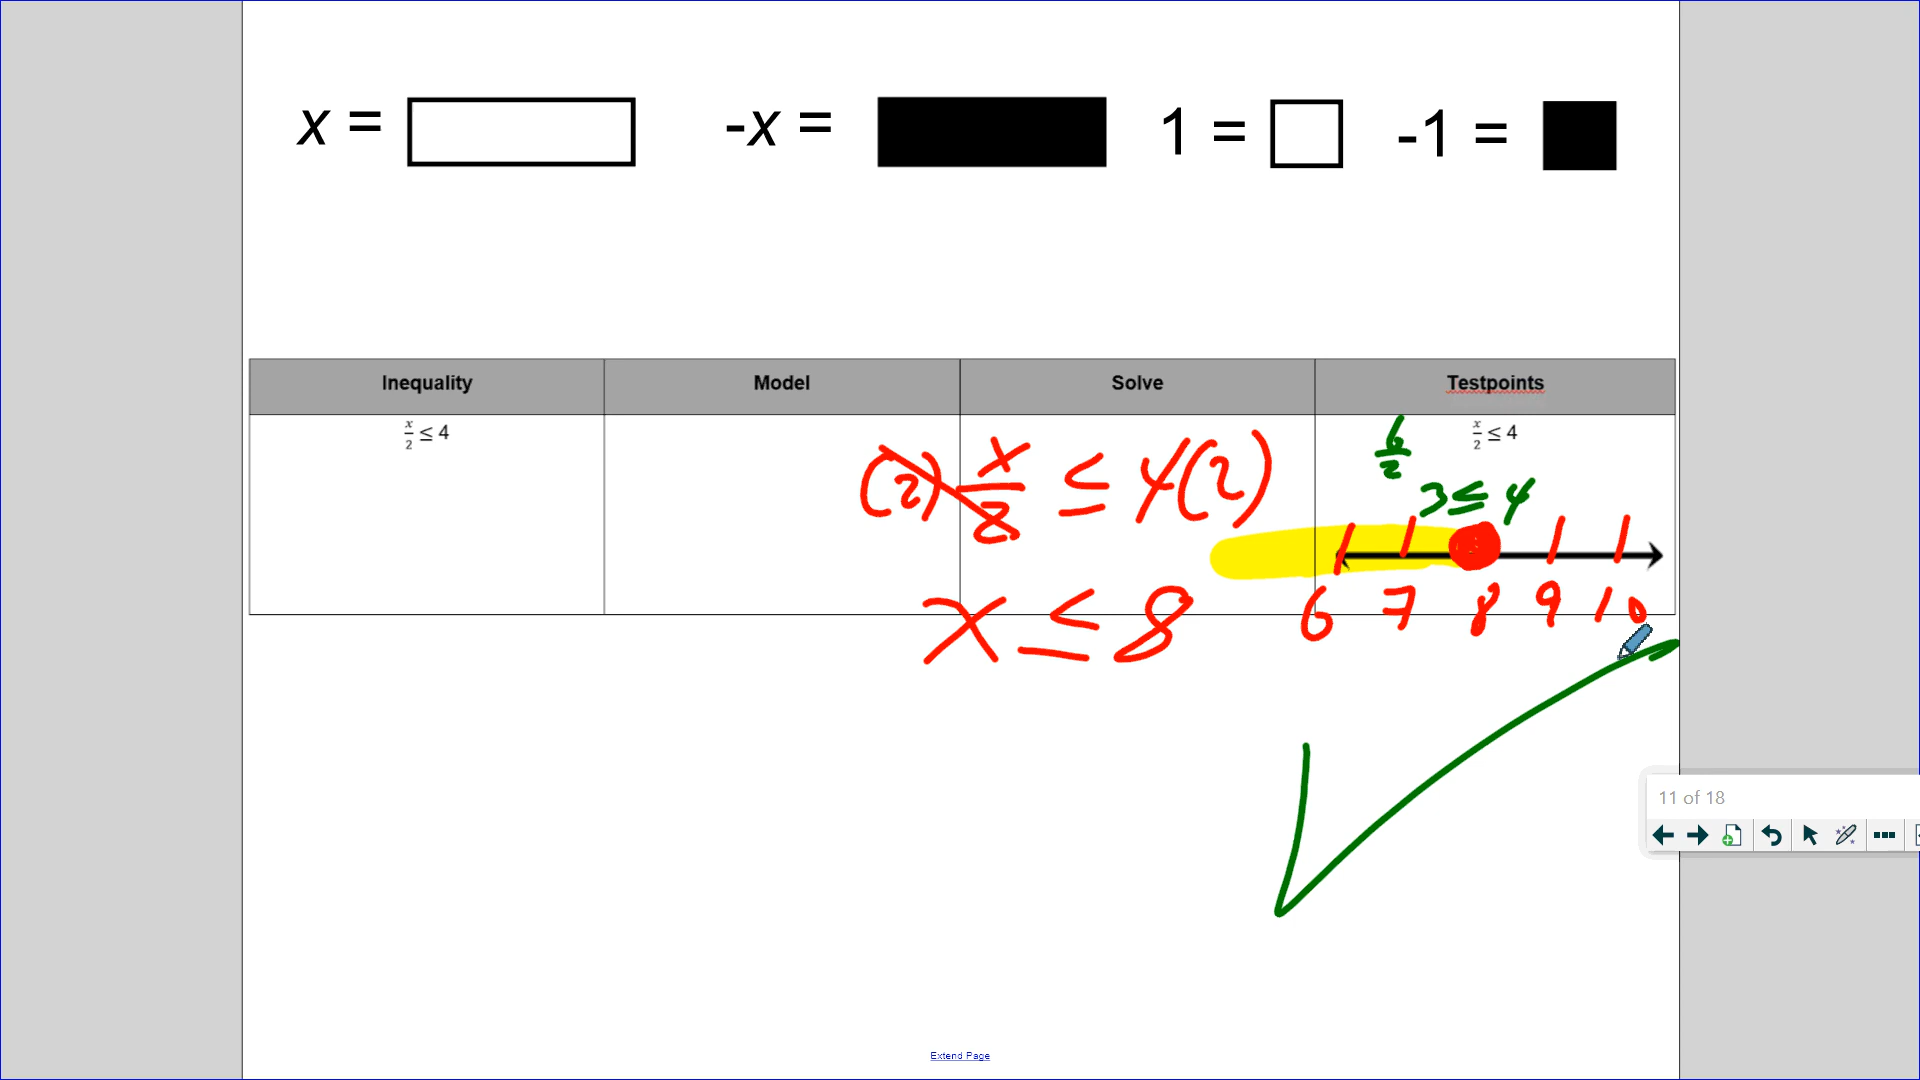 x = -x = 1 = -1 =
Inequality Model Solve Testpoints
x/2 ≤ 4
(2) x/2 ≤ 4(2)
x ≤ 8
x/2 ≤ 4
6/2
3 ≤ 4
6 7 8 9 10
11 of 18
Extend Page